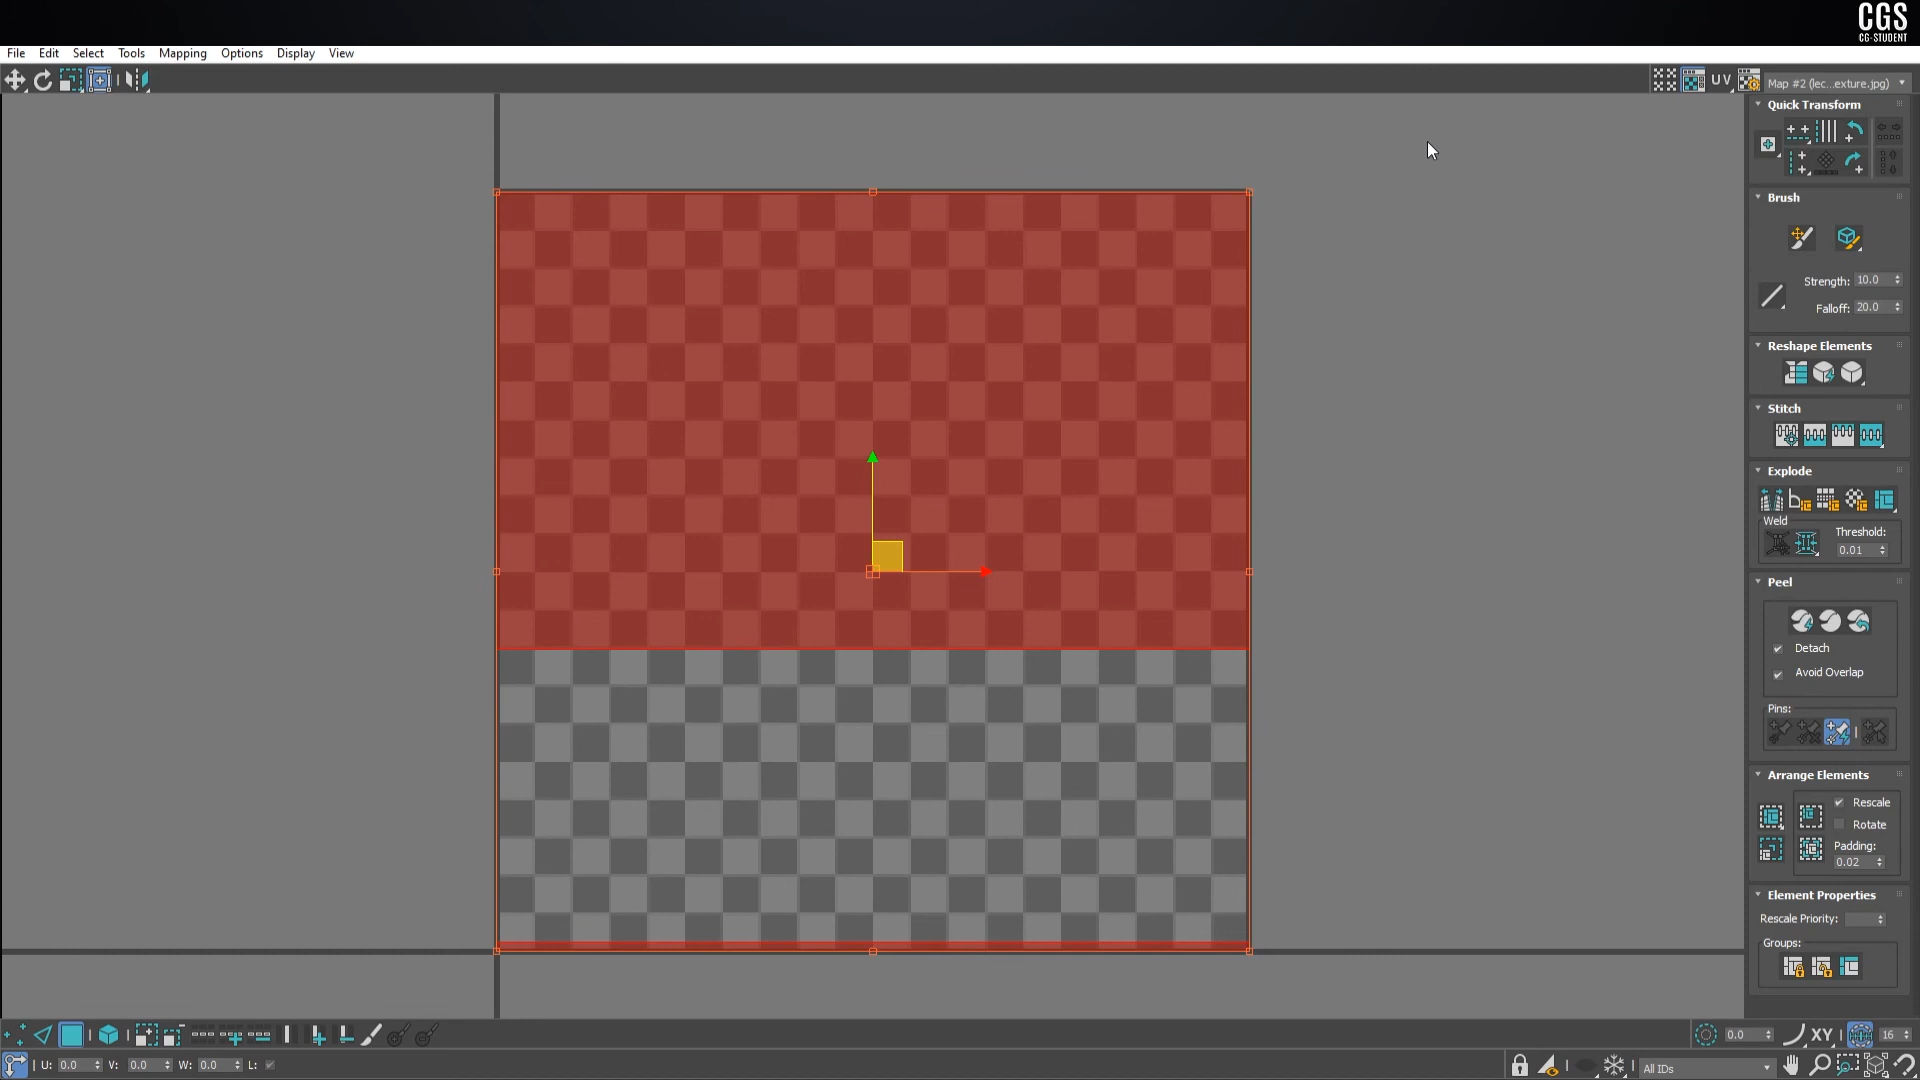 CGS
CG-STUDENT
File Edit Select Tools Mapping Options Display View
UV
Map #2 (lec...exture.jpg)
Quick Transform
Brush
Strength: 10.0
Falloff: 20.0
Reshape Elements
Stitch
Explode
Weld
Threshold:
0.01
Peel
Detach
Avoid Overlap
Pins:
Arrange Elements
Rescale
Rotate
Padding:
0.02
Element Properties
Rescale Priority:
Groups:
0.0 XY 16
U: 0.0 V: 0.0 W: 0.0 L:
All IDs